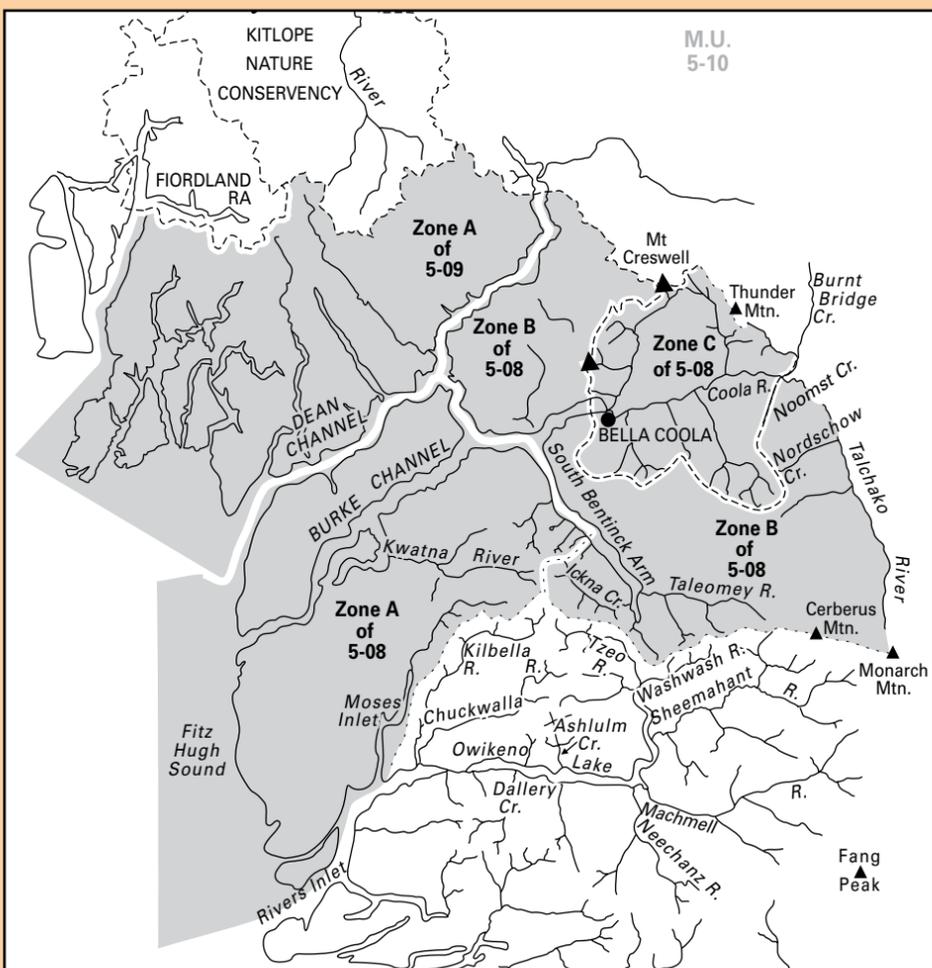 KITLOPE
NATURE
CONSERVENCY
River
M.U.
5-10
FIORDLAND
RA
Zone A
of
5-09
Mt
Creswell
Thunder
Mtn.
Burnt
Bridge
Cr.
Zone B
of
5-08
Zone C
of 5-08
Coola R.
Noomst Cr.
BELLA COOLA
Nordschow
Cr.
Talchako
River
DEAN
CHANNEL
BURKE CHANNEL
South Bentinck Arm
Zone B
of
5-08
Kwatna River
Ickna Cr.
Taleomey R.
Cerberus
Mtn.
Monarch
Mtn.
Zone A
of
5-08
Kilbella
R.
R.
Tzeo
R.
Washwash R.
Sheemahant
R.
Moses
Inlet
Chuckwalla
Ashlulm
Cr.
Fitz
Hugh
Sound
Owikeno
Lake
Dallery
Cr.
R.
Machmell
Neechanz R.
Fang
Peak
Rivers Inlet